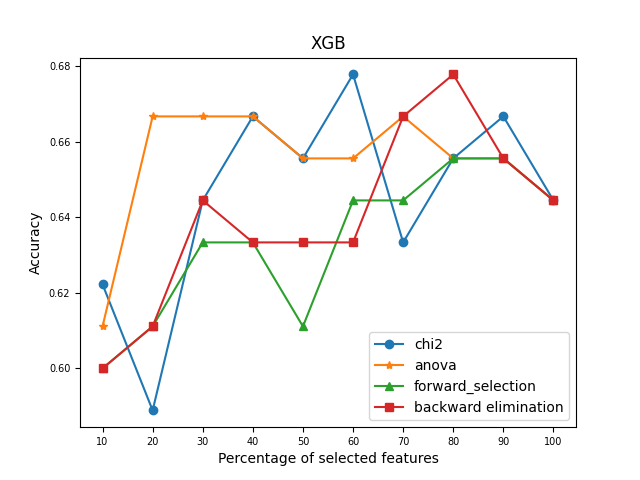 XGB
Accuracy
0.68
0.66
0.64
0.62
0.60
10 20 30 40 50 60 70 80 90 100
Percentage of selected features
chi2
anova
forward_selection
backward elimination